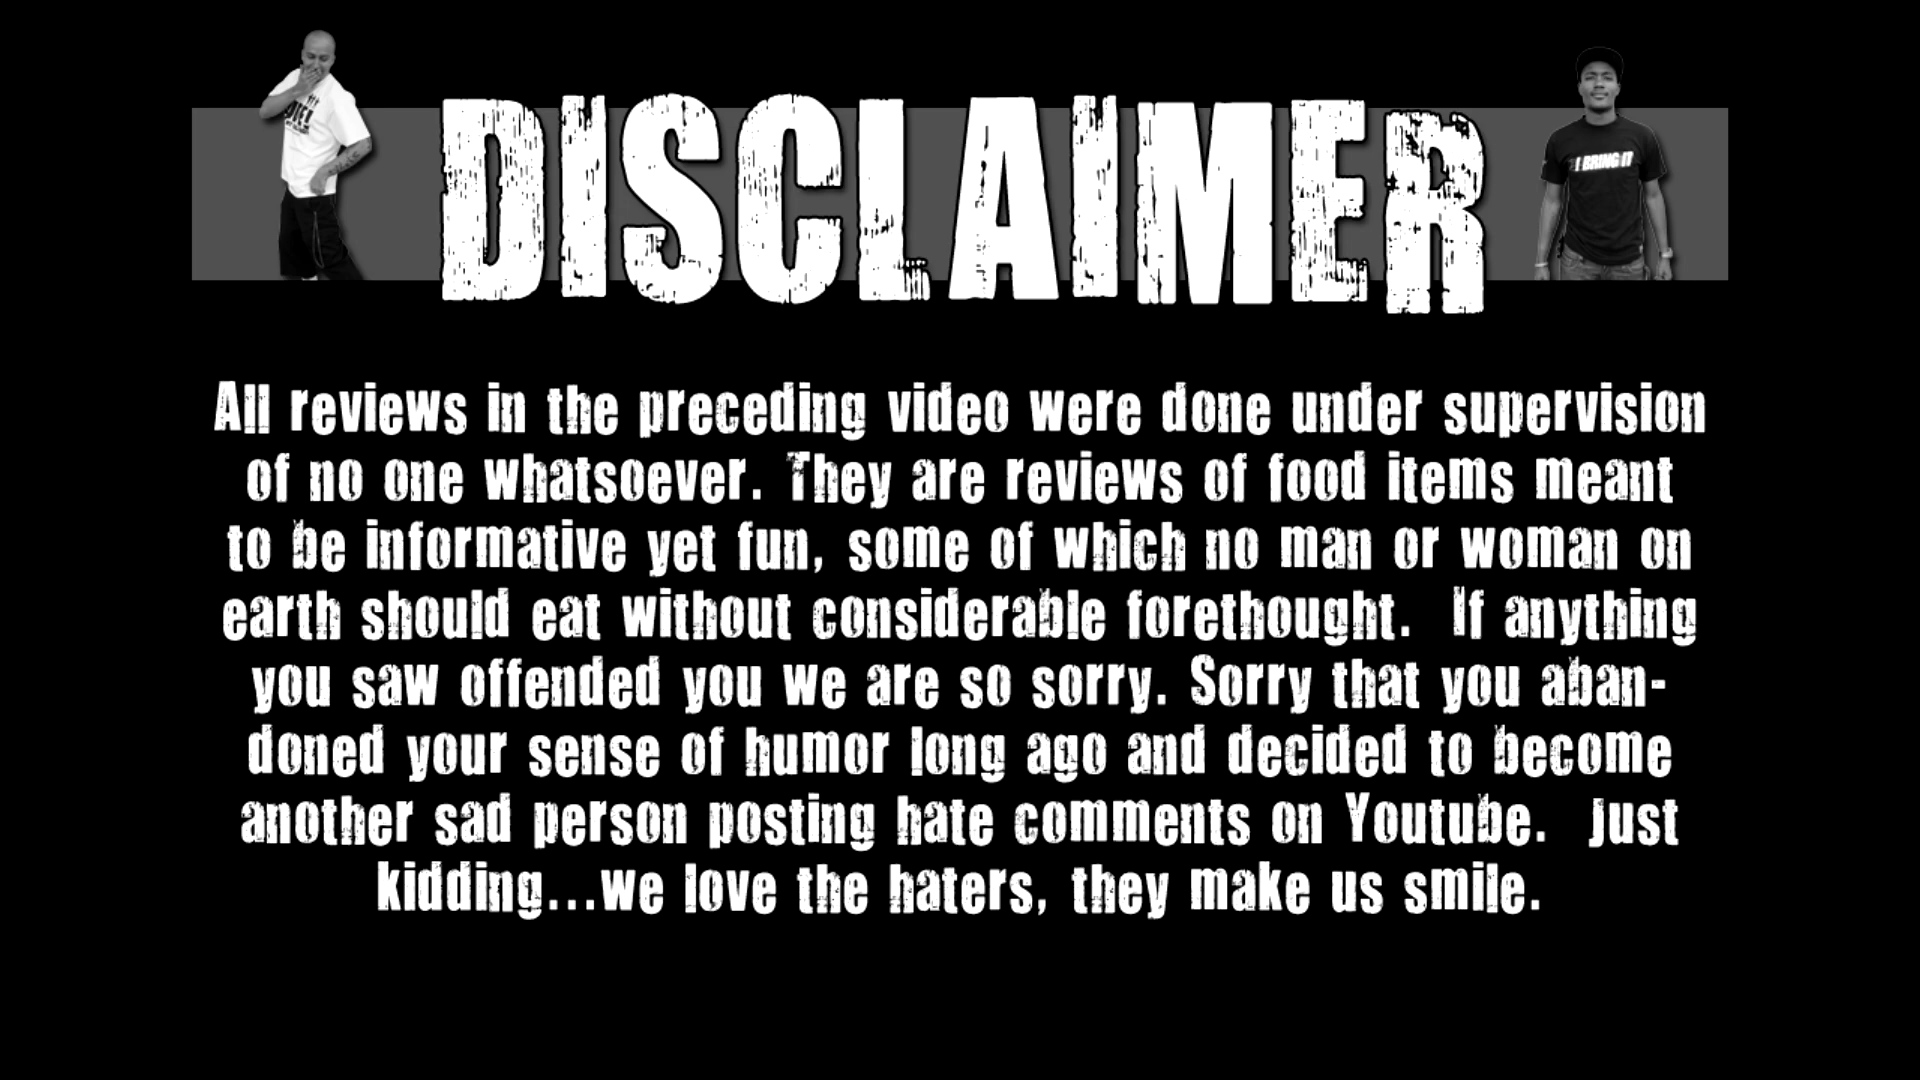 DISCLAIMER
I BRING IT
All reviews in the preceding video were done under supervision
of no one whatsoever. They are reviews of food items meant
to be informative yet fun, some of which no man or woman on
earth should eat without considerable forethought. If anything
you saw offended you we are so sorry. Sorry that you aban-
doned your sense of humor long ago and decided to become
another sad person posting hate comments on Youtube. Just
kidding...we love the haters, they make us smile.